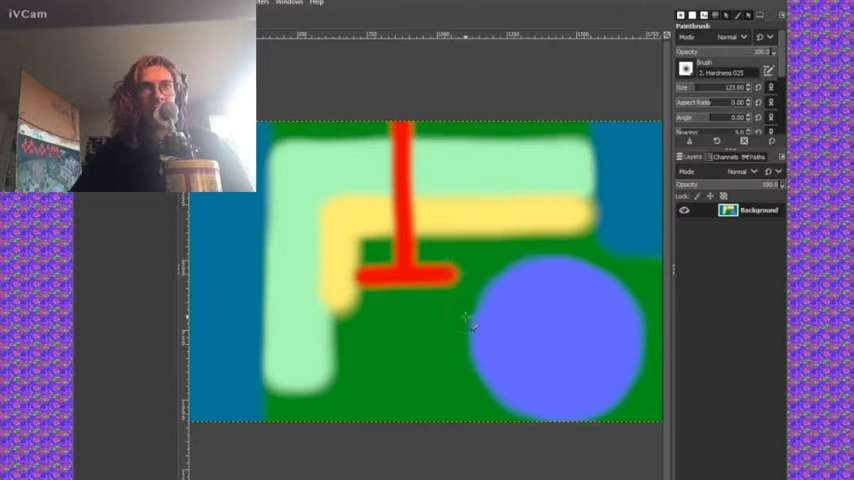 iVCam
Windows
Help
Paintbrush
Mode
Normal
Opacity
100.0
Brush
2. Hardness 025
Size
123.00
Aspect Ratio
0.00
Angle
0.00
Spacing
5.0
Layers
Channels
Paths
Mode
Normal
Opacity
100.0
Lock:
Background